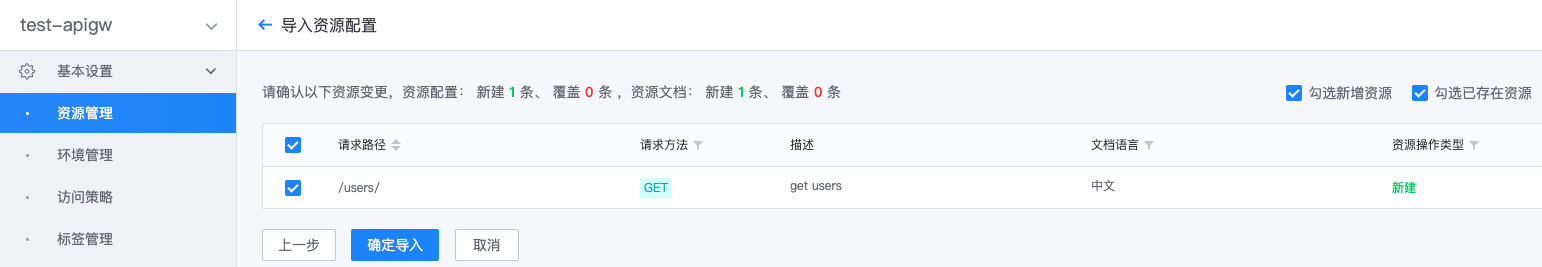 test-apigw
导入资源配置
基本设置
资源管理
环境管理
访问策略
标签管理
请确认以下资源变更，资源配置： 新建 1 条、 覆盖 0 条 ，资源文档： 新建 1 条、 覆盖 0 条
勾选新增资源 勾选已存在资源
请求路径 请求方法 描述 文档语言 资源操作类型
/users/ GET get users 中文 新建
上一步 确定导入 取消